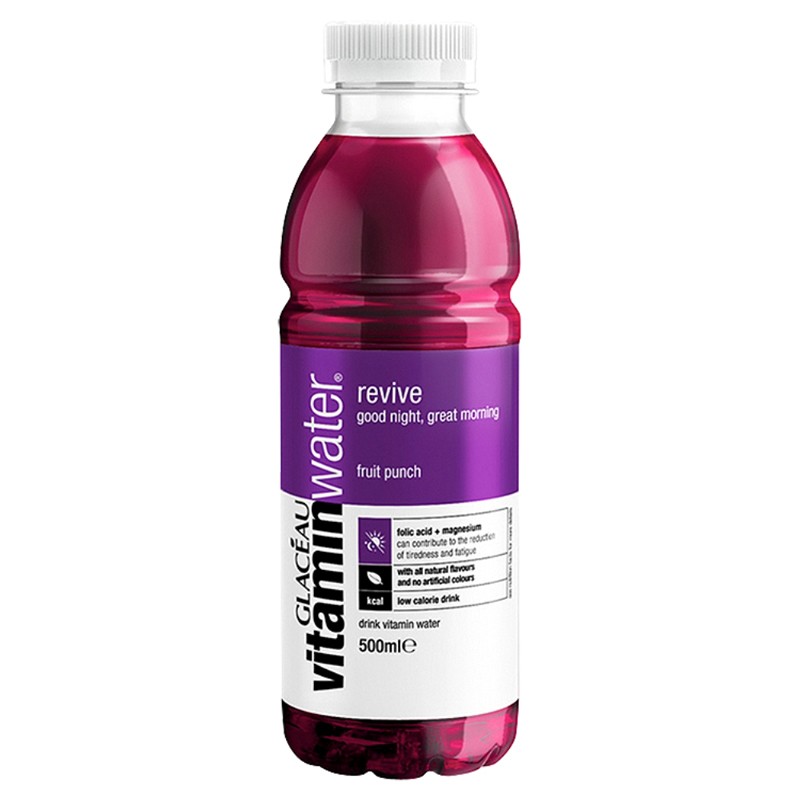 GLACÉAU
vitaminwater®
revive
good night, great morning
fruit punch
folic acid + magnesium
can contribute to the reduction
of tiredness and fatigue
with all natural flavours
and no artificial colours
kcal
low calorie drink
drink vitamin water
500ml℮